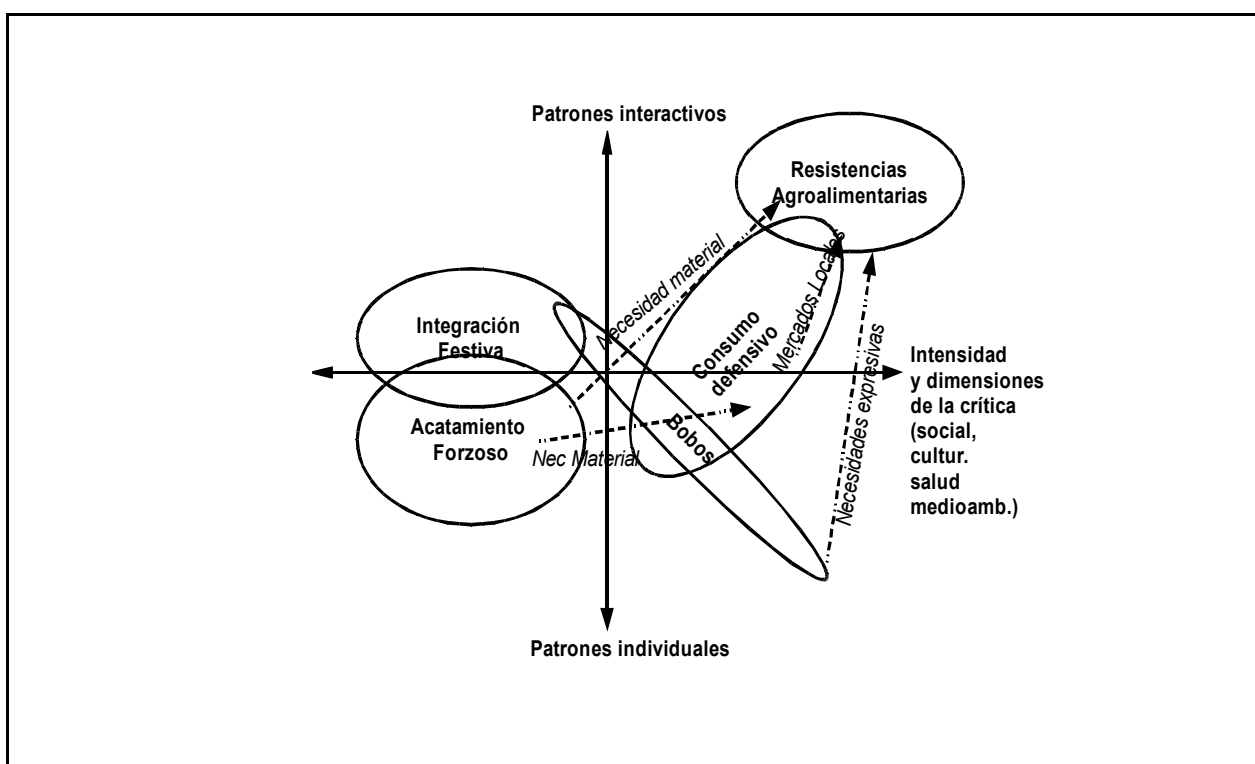 Patrones interactivos
Resistencias
Agroalimentarias
Necesidad material
Mercados Locales
Integración
Festiva
Consumo
defensivo
Necesidades expresivas
Intensidad
y dimensiones
de la crítica
(social,
cultur.
salud
medioamb.)
Acatamiento
Forzoso
Bobos
Nec Material
Patrones individuales